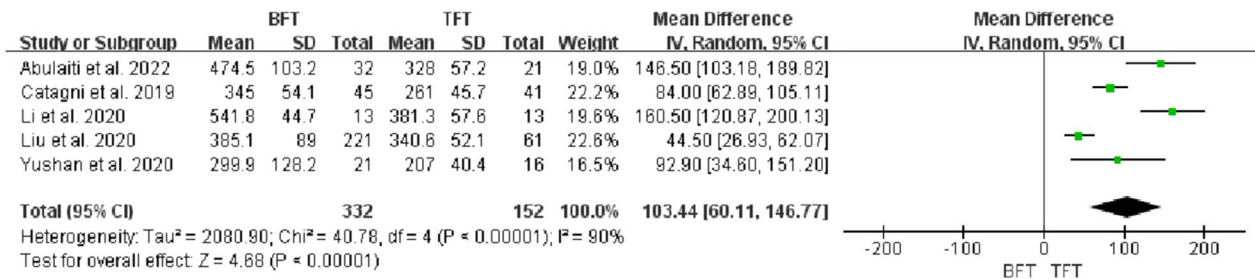 BFT TFT Mean Difference Mean Difference
Study or Subgroup Mean SD Total Mean SD Total Weight IV, Random, 95% CI IV, Random, 95% CI
Abulaiti et al. 2022 474.5 103.2 32 328 57.2 21 19.0% 146.50 [103.18, 189.82]
Catagni et al. 2019 345 54.1 45 261 45.7 41 22.2% 84.00 [62.89, 105.11]
Li et al. 2020 541.8 44.7 13 381.3 57.6 13 19.6% 160.50 [120.87, 200.13]
Liu et al. 2020 385.1 89 221 340.6 52.1 61 22.6% 44.50 [26.93, 62.07]
Yushan et al. 2020 299.9 128.2 21 207 40.4 16 16.5% 92.90 [34.60, 151.20]
Total (95% CI) 332 152 100.0% 103.44 [60.11, 146.77]
Heterogeneity: Tau² = 2080.90; Chi² = 40.78, df = 4 (P < 0.00001); I² = 90%
Test for overall effect: Z = 4.68 (P < 0.00001)
-200 -100 0 100 200
BFT TFT